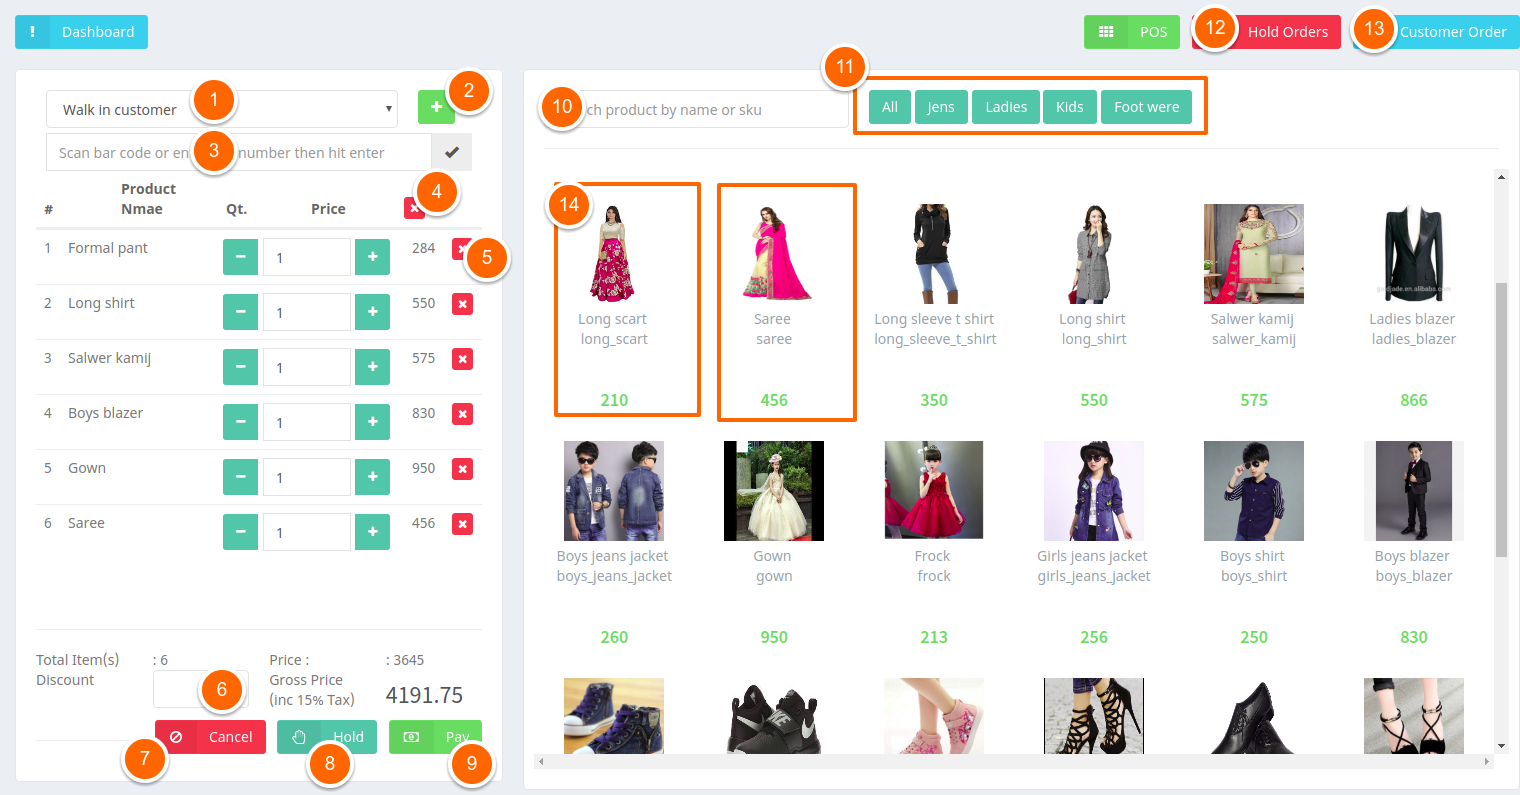 ! Dashboard
POS
12
Hold Orders
13
Customer Order
Walk in customer
1
2
+
Scan bar code or en
3
number then hit enter
4
#
Product
Nmae
Qt.
Price
1 Formal pant 1 284
5
2 Long shirt 1 550
3 Salwer kamij 1 575
4 Boys blazer 1 830
5 Gown 1 950
6 Saree 1 456
Total Item(s) : 6 Price : : 3645
Discount
6
Gross Price
(inc 15% Tax)
4191.75
Cancel
Hold
Pay
7
8
9
10
ch product by name or sku
11
All Jens Ladies Kids Foot were
14
Long scart
long_scart
210
Saree
saree
456
Long sleeve t shirt
long_sleeve_t_shirt
350
Long shirt
long_shirt
550
Salwer kamij
salwer_kamij
575
goldjade.en.alibaba.com
Ladies blazer
ladies_blazer
866
Boys jeans jacket
boys_jeans_jacket
260
Gown
gown
950
Frock
frock
213
Girls jeans jacket
girls_jeans_jacket
256
Boys shirt
boys_shirt
250
Boys blazer
boys_blazer
830